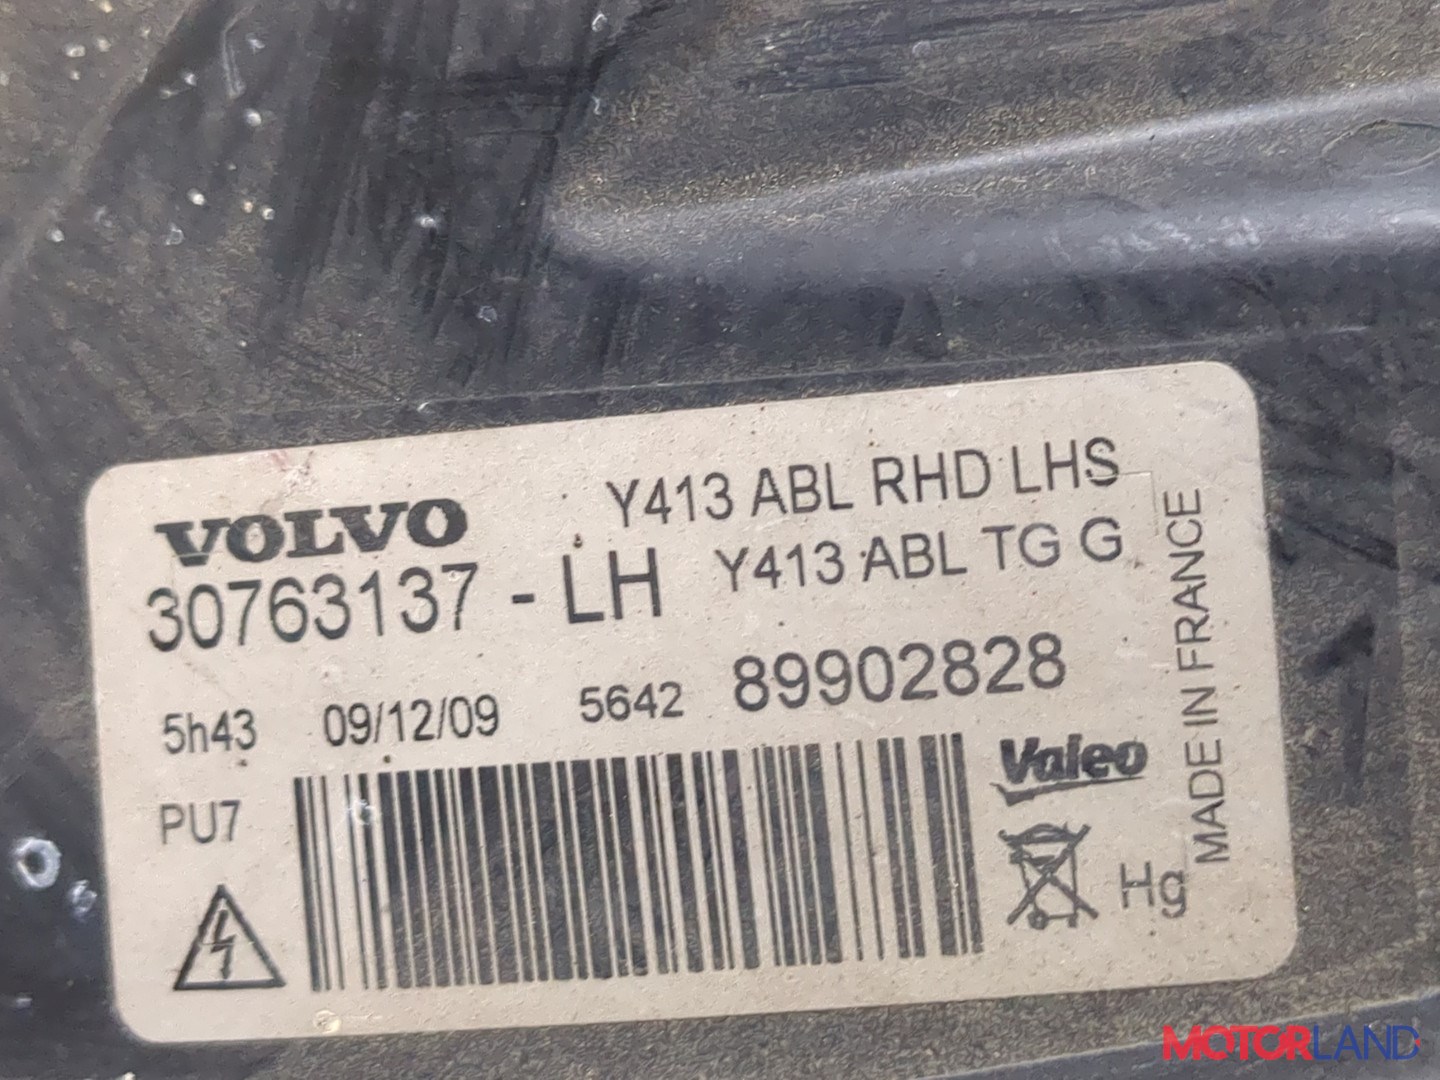 VOLVO
Y413 ABL RHD LHS
30763137 - LH
Y413 ABL TG G
5h43 09/12/09 5642 89902828
PU7
Valeo
Hg
MADE IN FRANCE
1
MOTORLAND